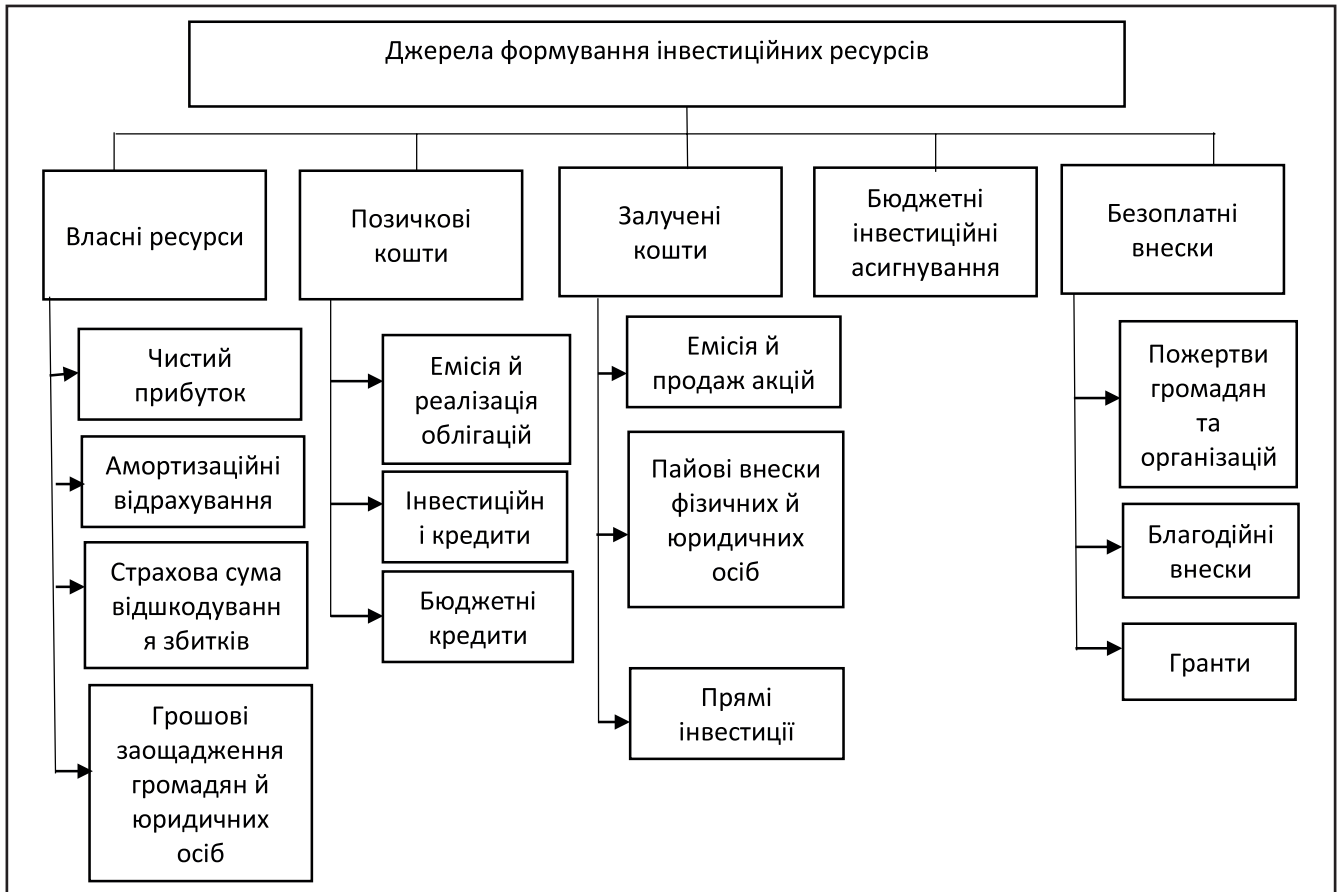 Джерела формування інвестиційних ресурсів
Власні ресурси
Позичкові
кошти
Залучені
кошти
Бюджетні
інвестиційні
асигнування
Безоплатні
внески
Чистий
прибуток
Амортизаційні
відрахування
Страхова сума
відшкодуванн
я збитків
Грошові
заощадження
громадян й
юридичних
осіб
Емісія й
реалізація
облігацій
Інвестиційн
і кредити
Бюджетні
кредити
Емісія й
продаж акцій
Пайові внески
фізичних й
юридичних
осіб
Прямі
інвестиції
Пожертви
громадян
та
організацій
Благодійні
внески
Гранти